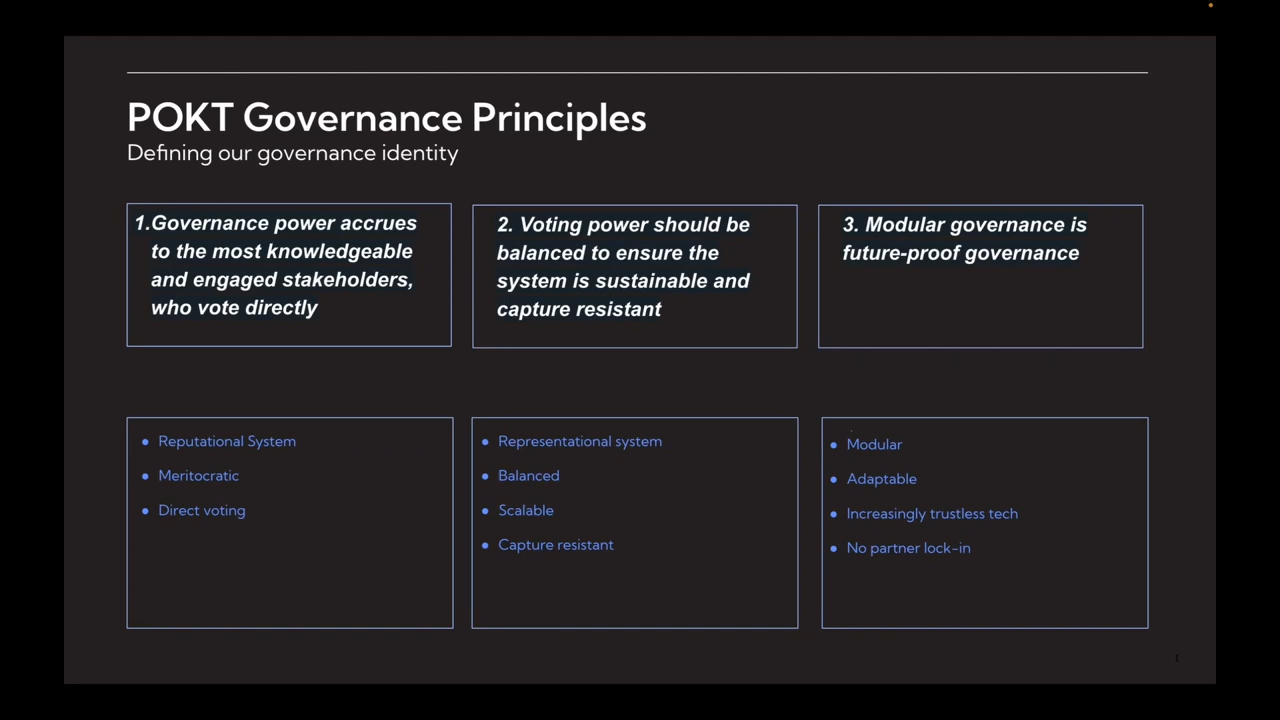 POKT Governance Principles
Defining our governance identity
1.Governance power accrues
to the most knowledgeable
and engaged stakeholders,
who vote directly
2. Voting power should be
balanced to ensure the
system is sustainable and
capture resistant
3. Modular governance is
future-proof governance
● Reputational System
● Meritocratic
● Direct voting
● Representational system
● Balanced
● Scalable
● Capture resistant
● Modular
● Adaptable
● Increasingly trustless tech
● No partner lock-in